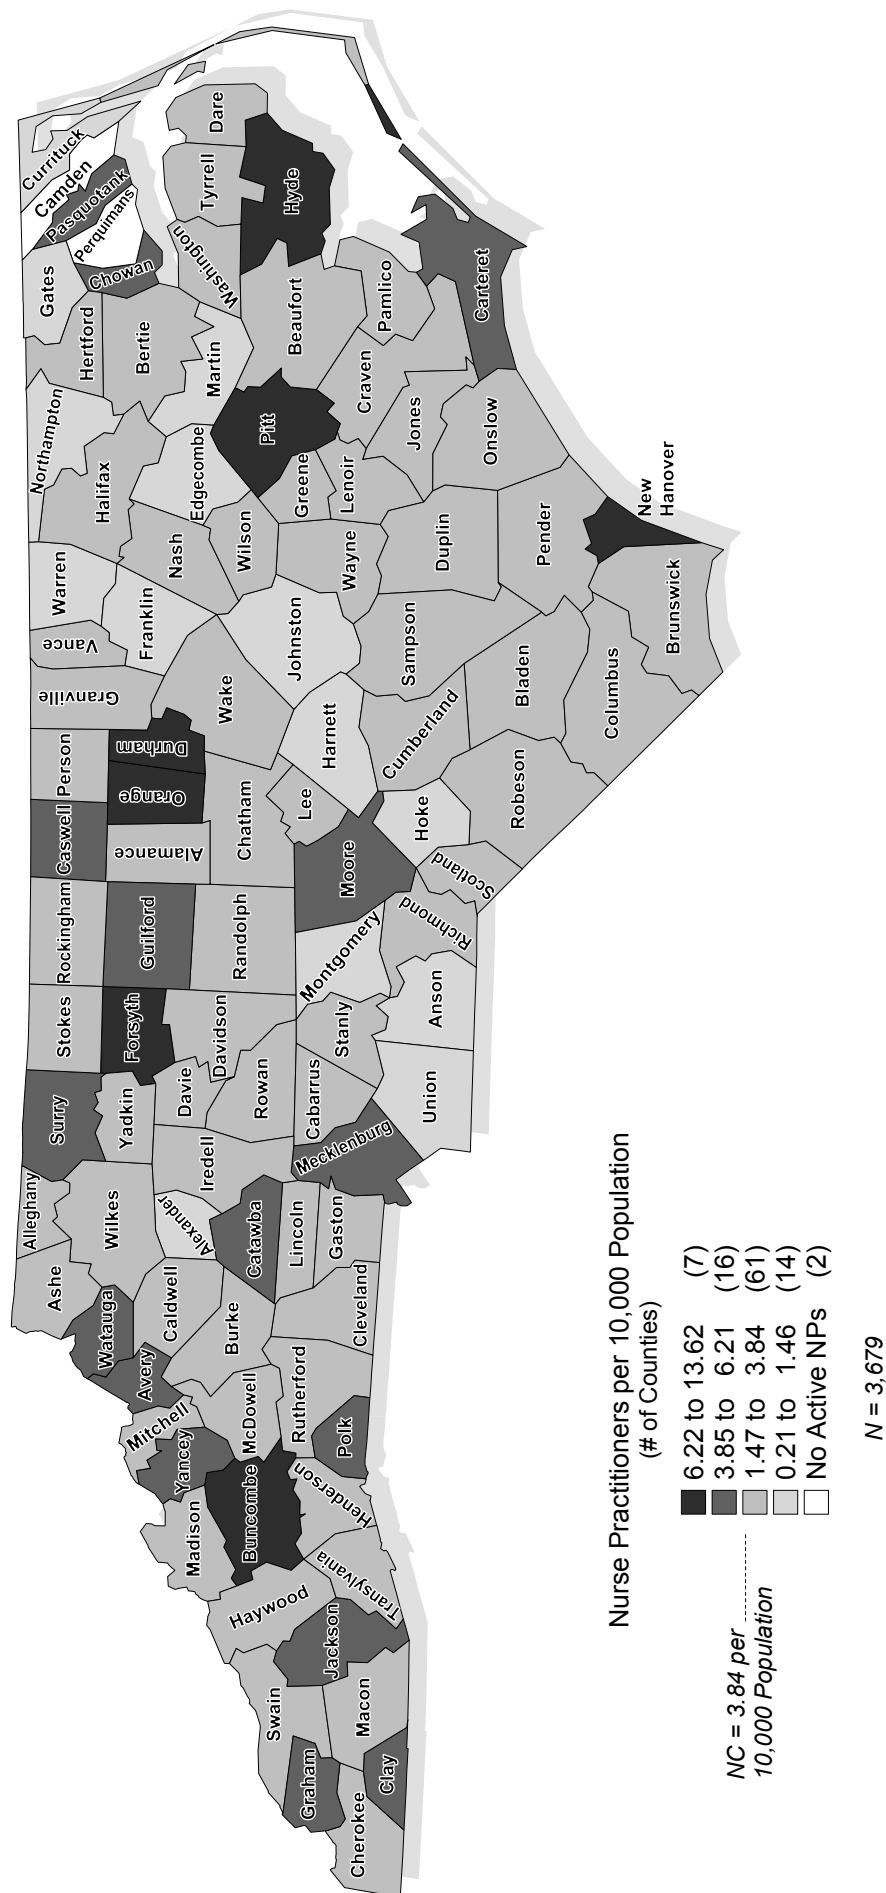 Cherokee
Graham
Clay
Swain
Macon
Jackson
Haywood
Transylvania
Madison
Buncombe
Henderson
Yancey
Mitchell
Avery
McDowell
Rutherford
Polk
Watauga
Ashe
Alleghany
Wilkes
Caldwell
Burke
Cleveland
Alexander
Catawba
Lincoln
Gaston
Surry
Yadkin
Iredell
Davie
Rowan
Mecklenburg
Cabarrus
Union
Stokes
Forsyth
Davidson
Stanly
Anson
Rockingham
Guilford
Randolph
Montgomery
Richmond
Caswell
Alamance
Chatham
Moore
Scotland
Hoke
Person
Orange
Durham
Lee
Harnett
Robeson
Granville
Vance
Wake
Cumberland
Warren
Franklin
Johnston
Sampson
Bladen
Columbus
Brunswick
Northampton
Halifax
Nash
Wilson
Wayne
Duplin
Pender
New
Hanover
Edgecombe
Greene
Lenoir
Jones
Onslow
Hertford
Bertie
Martin
Pitt
Craven
Gates
Chowan
Washington
Beaufort
Pamlico
Carteret
Perquimans
Pasquotank
Camden
Currituck
Tyrrell
Dare
Hyde
Nurse Practitioners per 10,000 Population
(# of Counties)
6.22 to 13.62 (7)
3.85 to 6.21 (16)
1.47 to 3.84 (61)
0.21 to 1.46 (14)
No Active NPs (2)
NC = 3.84 per
10,000 Population
N = 3,679